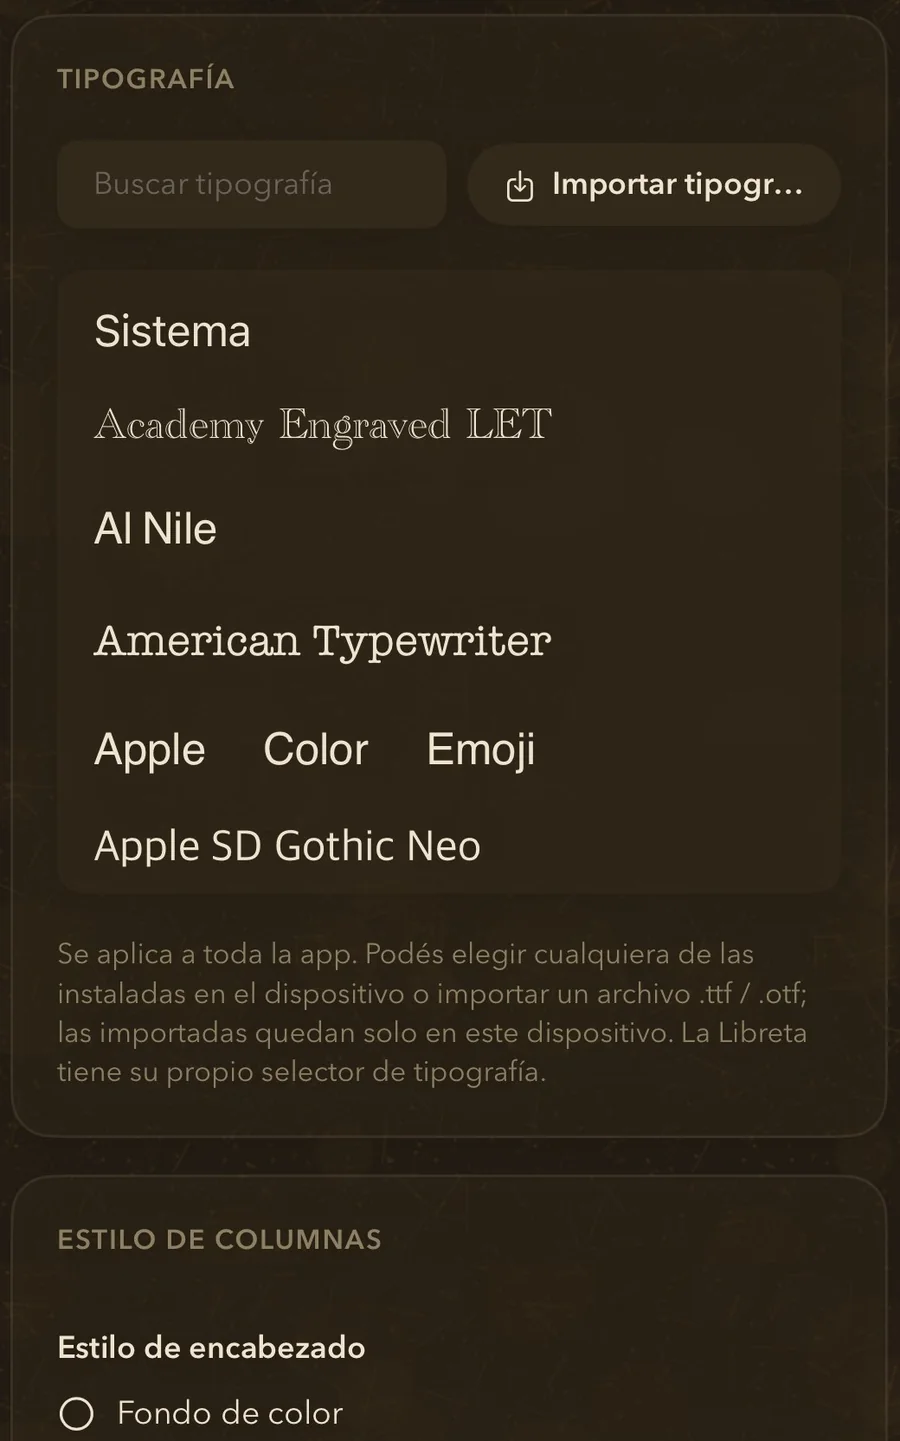 TIPOGRAFÍA
Buscar tipografía
Importar tipogr...
Sistema
Academy Engraved LET
Al Nile
American Typewriter
Apple Color Emoji
Apple SD Gothic Neo
Se aplica a toda la app. Podés elegir cualquiera de las
instaladas en el dispositivo o importar un archivo .ttf / .otf;
las importadas quedan solo en este dispositivo. La Libreta
tiene su propio selector de tipografía.
ESTILO DE COLUMNAS
Estilo de encabezado
Fondo de color